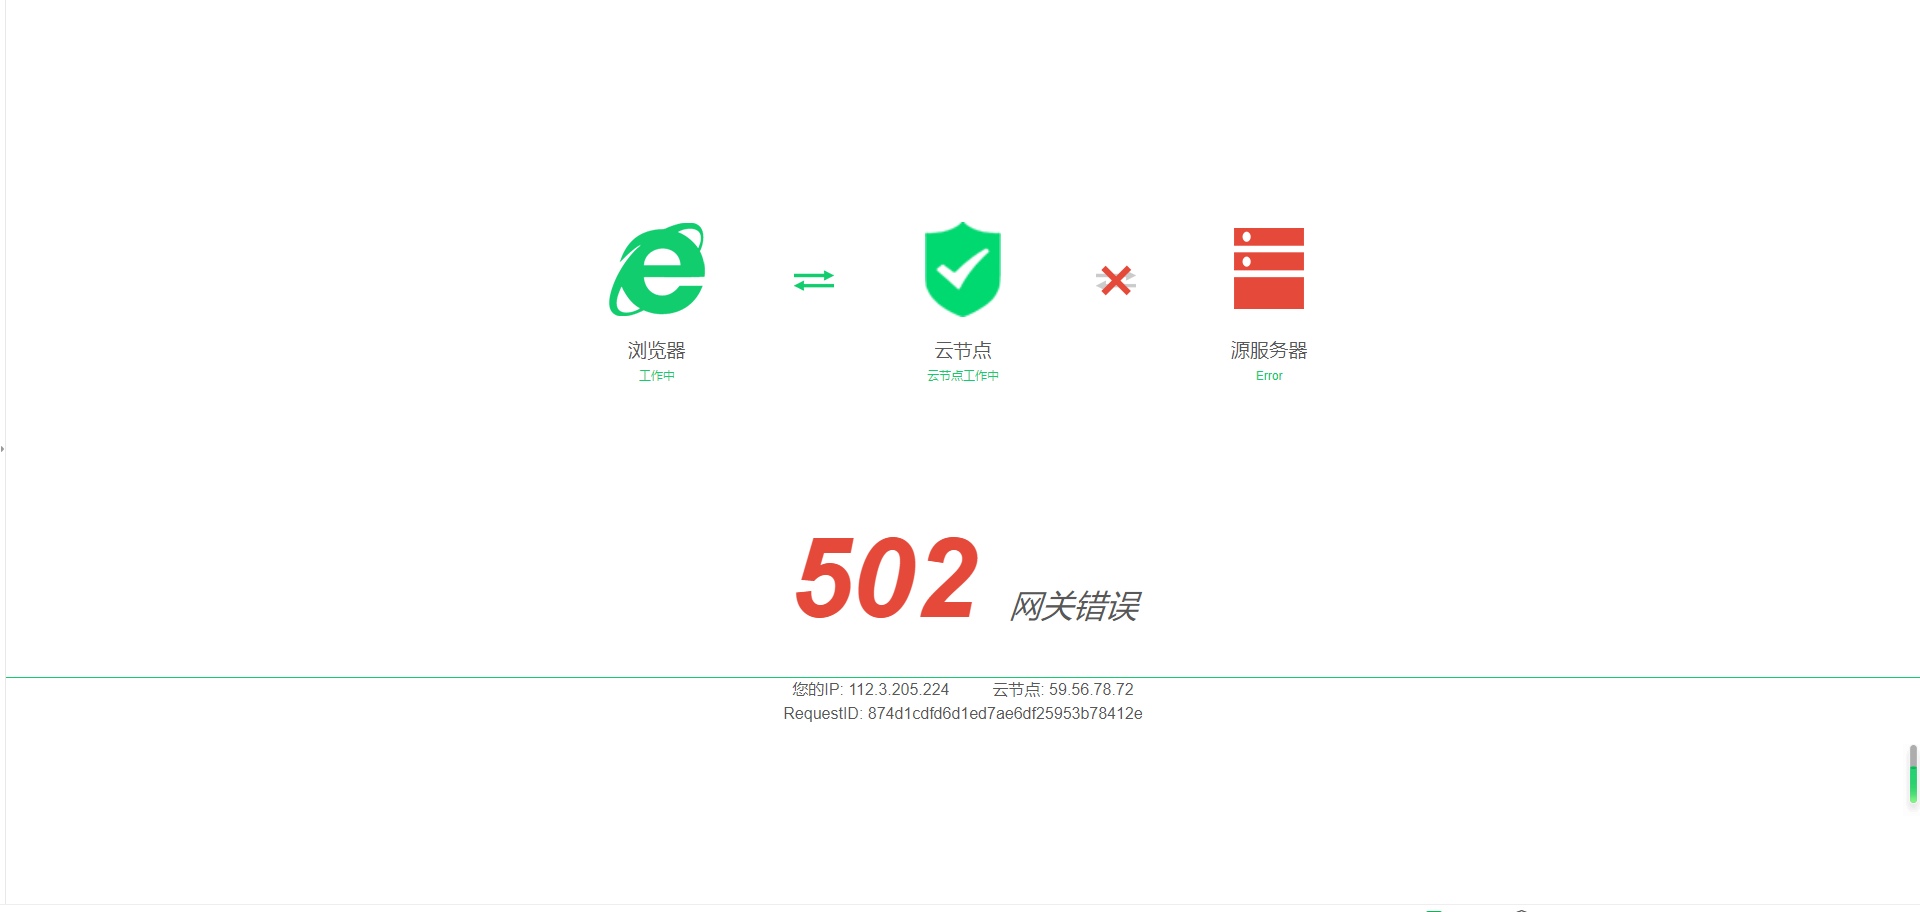 浏览器
工作中
云节点
云节点工作中
源服务器
Error
502 网关错误
您的IP: 112.3.205.224 云节点: 59.56.78.72
RequestID: 874d1cdfd6d1ed7ae6df25953b78412e